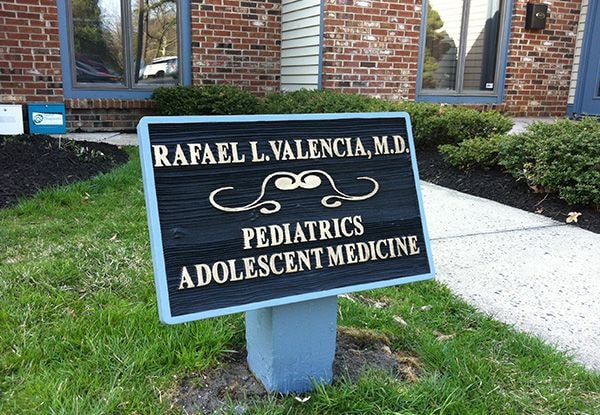 RAFAEL L. VALENCIA, M.D.
PEDIATRICS
ADOLESCENT MEDICINE